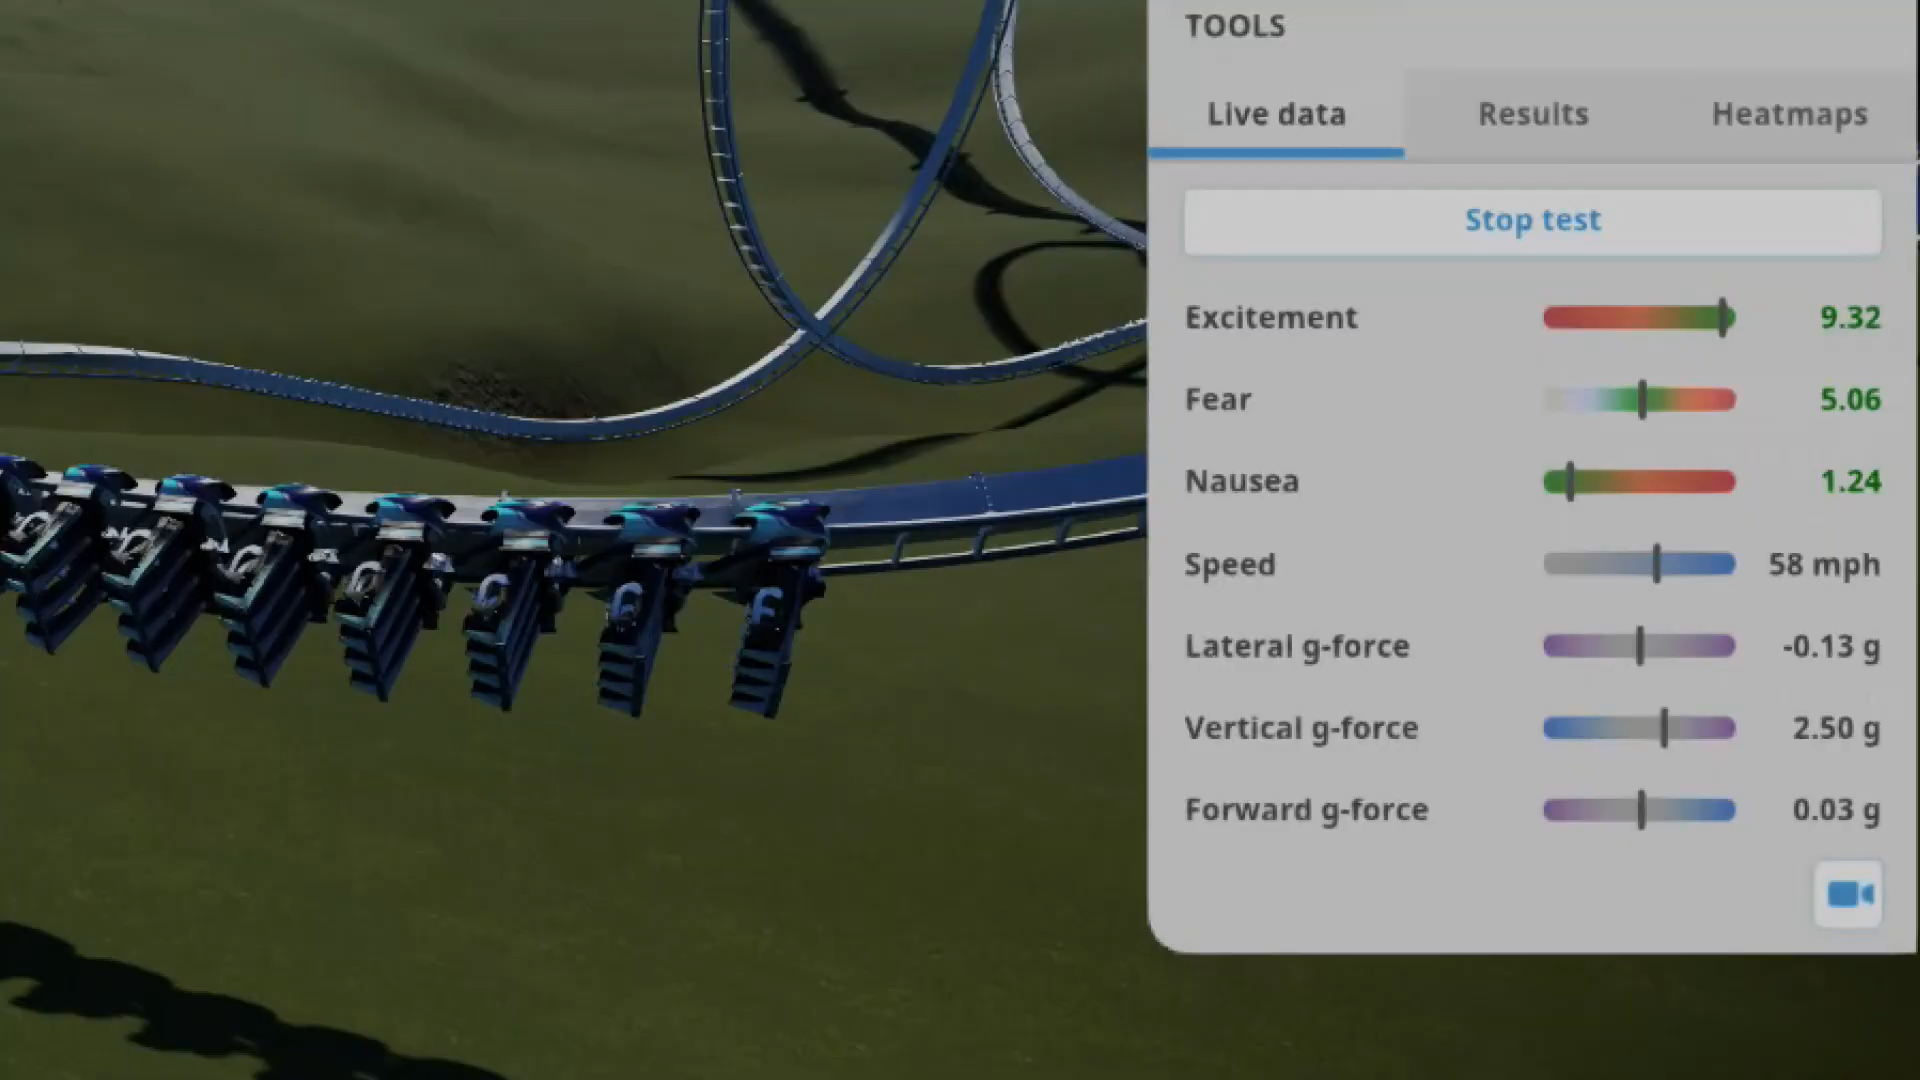 TOOLS
Live data Results Heatmaps
Stop test
Excitement 9.32
Fear 5.06
Nausea 1.24
Speed 58 mph
Lateral g-force -0.13 g
Vertical g-force 2.50 g
Forward g-force 0.03 g